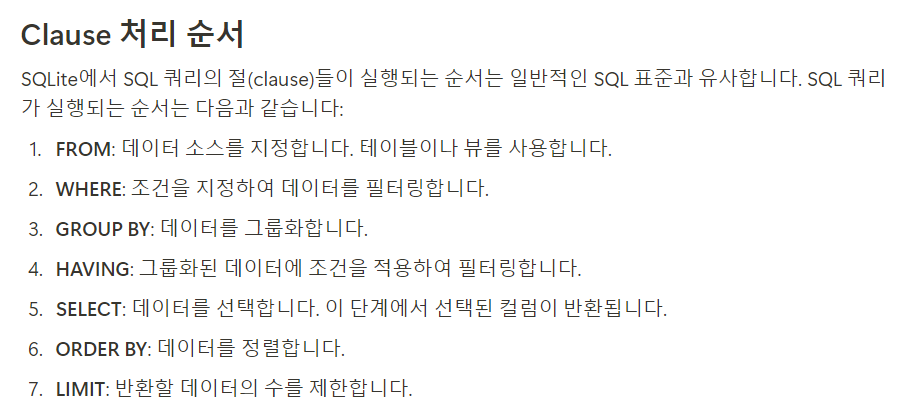 Clause 처리 순서
SQLite에서 SQL 쿼리의 절(clause)들이 실행되는 순서는 일반적인 SQL 표준과 유사합니다. SQL 쿼리
가 실행되는 순서는 다음과 같습니다:
1. FROM: 데이터 소스를 지정합니다. 테이블이나 뷰를 사용합니다.
2. WHERE: 조건을 지정하여 데이터를 필터링합니다.
3. GROUP BY: 데이터를 그룹화합니다.
4. HAVING: 그룹화된 데이터에 조건을 적용하여 필터링합니다.
5. SELECT: 데이터를 선택합니다. 이 단계에서 선택된 컬럼이 반환됩니다.
6. ORDER BY: 데이터를 정렬합니다.
7. LIMIT: 반환할 데이터의 수를 제한합니다.